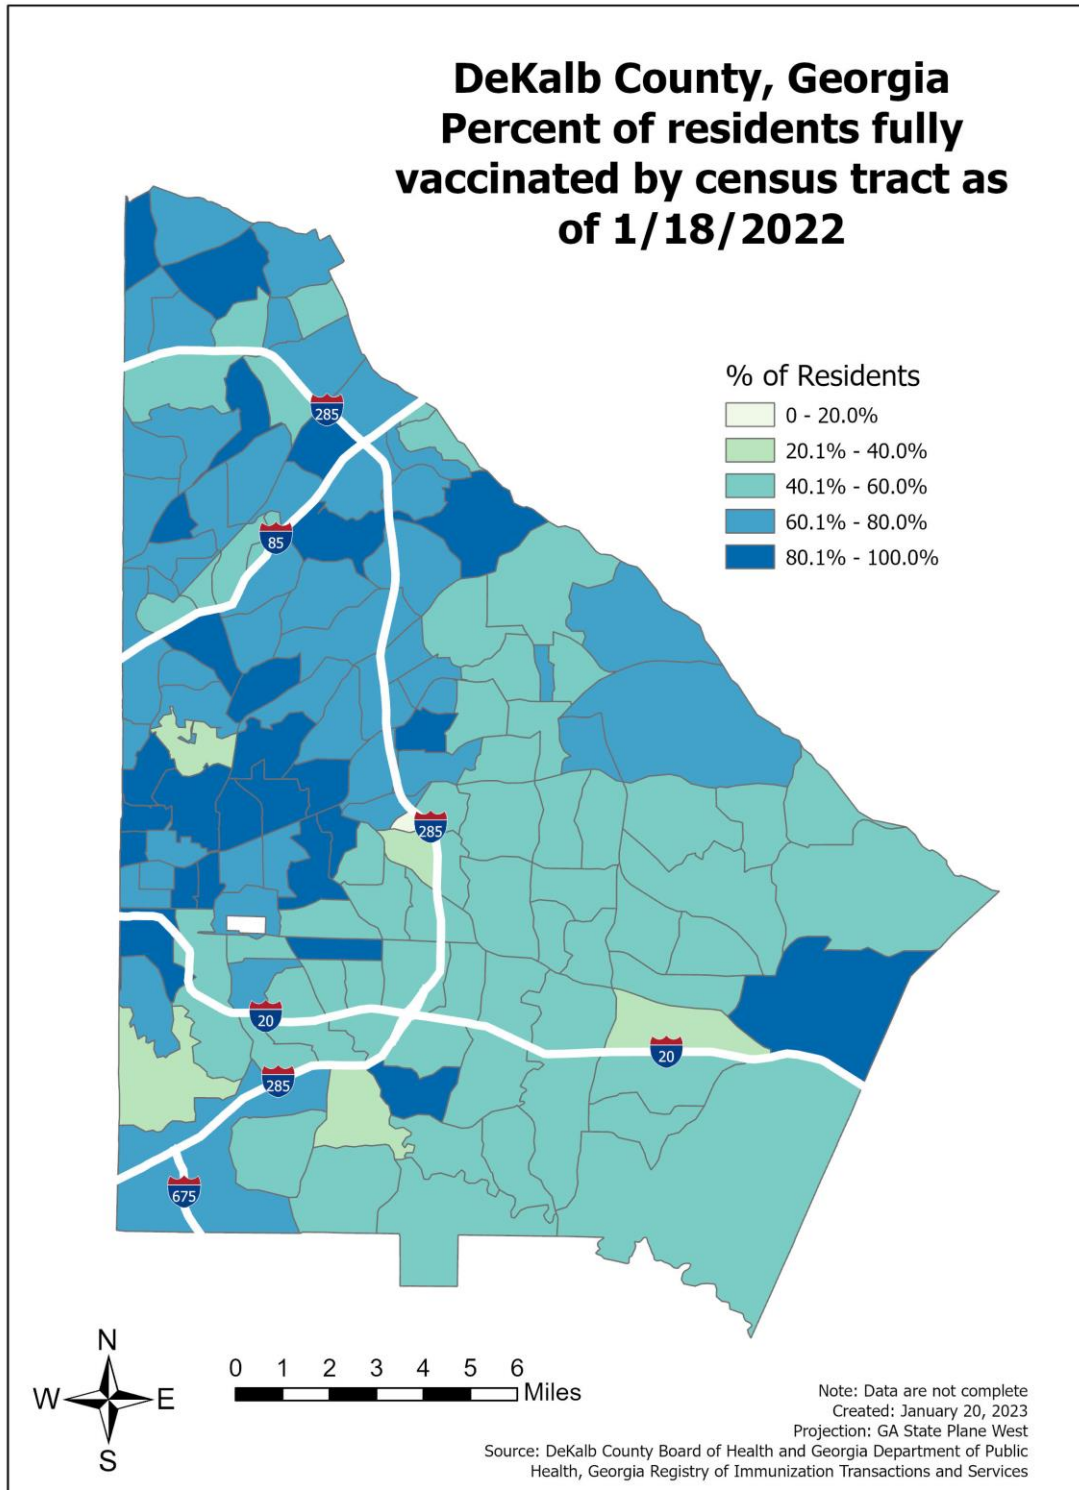 DeKalb County, Georgia
Percent of residents fully
vaccinated by census tract as
of 1/18/2022
% of Residents
0 - 20.0%
20.1% - 40.0%
40.1% - 60.0%
60.1% - 80.0%
80.1% - 100.0%
285
85
285
20
20
285
675
N
W E
S
0 1 2 3 4 5 6
Miles
Note: Data are not complete
Created: January 20, 2023
Projection: GA State Plane West
Source: DeKalb County Board of Health and Georgia Department of Public
Health, Georgia Registry of Immunization Transactions and Services